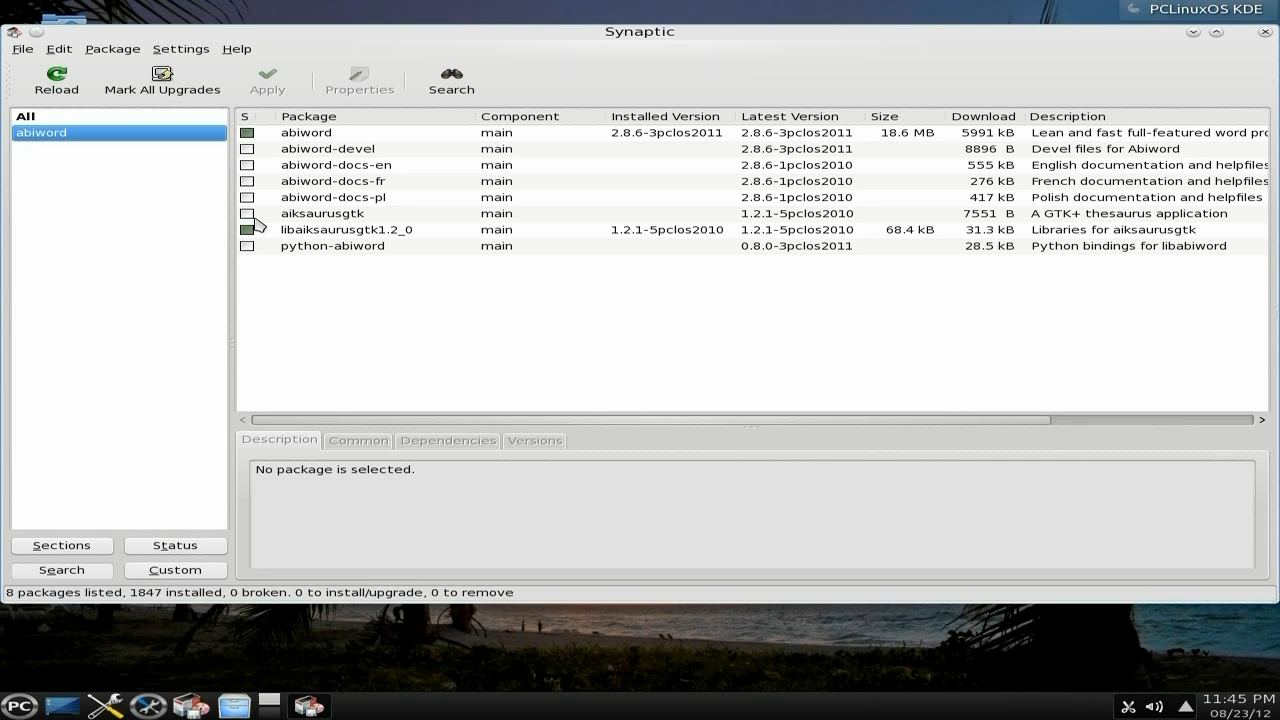 PCLinuxOS KDE
Synaptic
File Edit Package Settings Help
Reload Mark All Upgrades Apply Properties Search
All
abiword
S Package Component Installed Version Latest Version Size Download Description
abiword main 2.8.6-3pclos2011 2.8.6-3pclos2011 18.6 MB 5991 kB Lean and fast full-featured word pro
abiword-devel main 2.8.6-3pclos2011 8896 B Devel files for Abiword
abiword-docs-en main 2.8.6-1pclos2010 555 kB English documentation and helpfiles
abiword-docs-fr main 2.8.6-1pclos2010 276 kB French documentation and helpfiles
abiword-docs-pl main 2.8.6-1pclos2010 417 kB Polish documentation and helpfiles
aiksaurusgtk main 1.2.1-5pclos2010 7551 B A GTK+ thesaurus application
libaiksaurusgtk1.2_0 main 1.2.1-5pclos2010 1.2.1-5pclos2010 68.4 kB 31.3 kB Libraries for aiksaurusgtk
python-abiword main 0.8.0-3pclos2011 28.5 kB Python bindings for libabiword
Description Common Dependencies Versions
No package is selected.
Sections Status
Search Custom
8 packages listed, 1847 installed, 0 broken. 0 to install/upgrade, 0 to remove
PC
11:45 PM
08/23/12